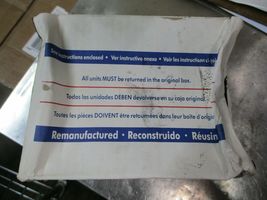 See instructions enclosed • Ver instructivo anexo • Voir les instructions
All units MUST be returned in the original box.
Todas las unidades DEBEN devolverse en su caja original.
Toutes les pièces DOIVENT être retournées dans leur boîte d'origi
Remanufactured • Reconstruido • Réusin